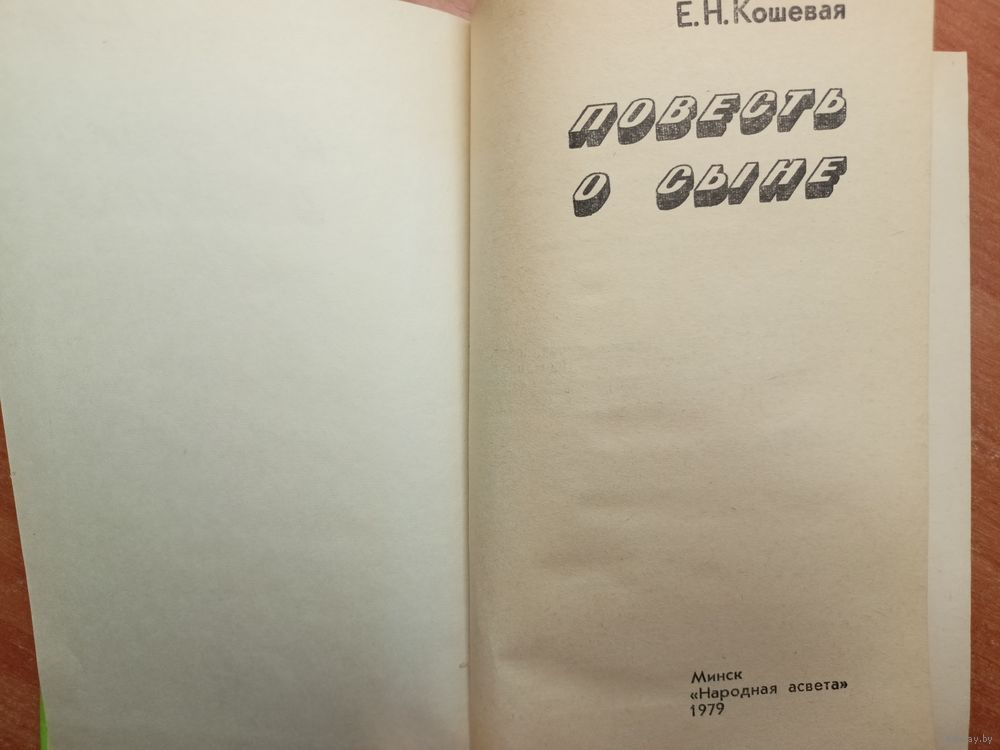 Е.Н.Кошевая
ПОВЕСТЬ
О СЫНЕ
Минск
«Народная асвета»
1979